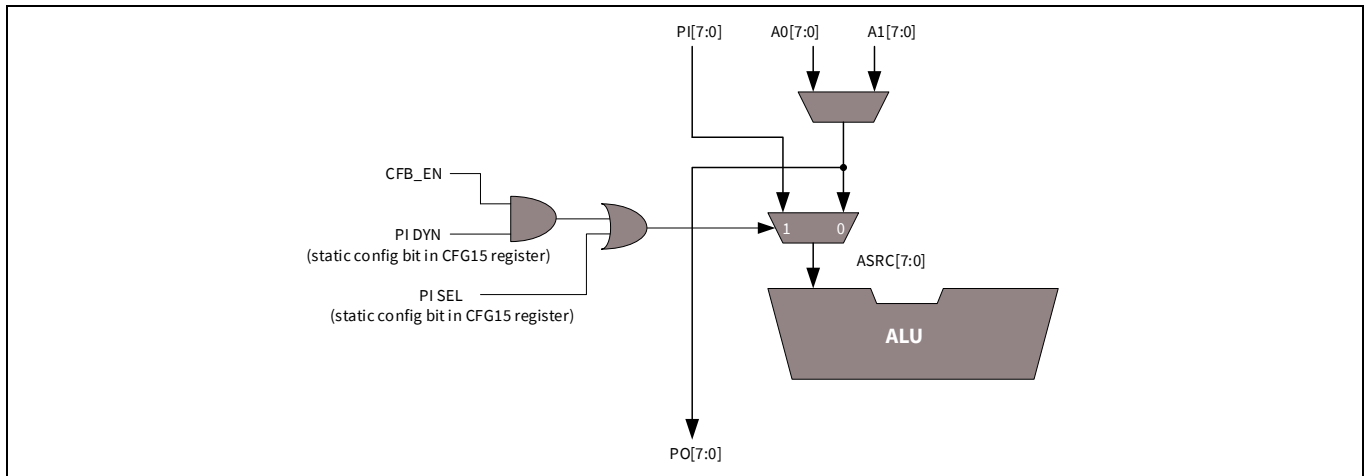 PI[7:0]
A0[7:0]
A1[7:0]
CFB_EN
PI DYN
(static config bit in CFG15 register)
1
0
ASRC[7:0]
PI SEL
(static config bit in CFG15 register)
ALU
PO[7:0]